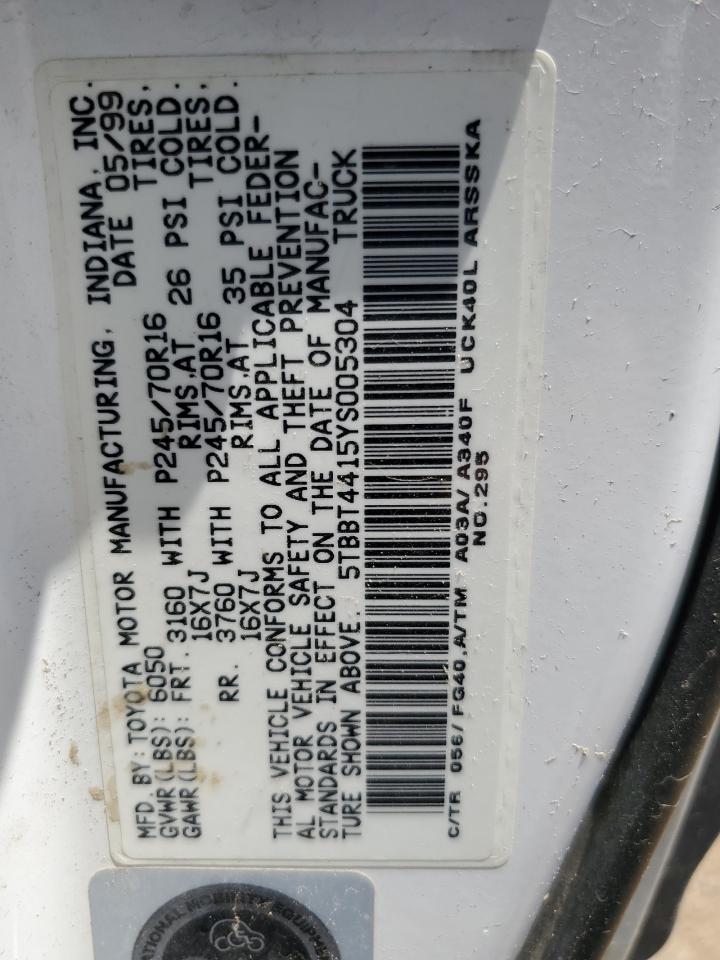 MFD. BY: TOYOTA MOTOR MANUFACTURING, INDIANA, INC.
GVWR(LBS): 6050 DATE 05/99
GAWR(LBS): FRT. 3160 WITH P245/70R16 TIRES,
16X7J RIMS,AT 26 PSI COLD.
RR. 3760 WITH P245/70R16 TIRES,
16X7J RIMS,AT 35 PSI COLD.
THIS VEHICLE CONFORMS TO ALL APPLICABLE FEDER-
AL MOTOR VEHICLE SAFETY AND THEFT PREVENTION
STANDARDS IN EFFECT ON THE DATE OF MANUFAC-
TURE SHOWN ABOVE. 5TBBT4415YS005304 TRUCK
C/TR 056/FG40,A/TM A03A/A340F UCK40L ARSSKA
NO.295
MOBILITY